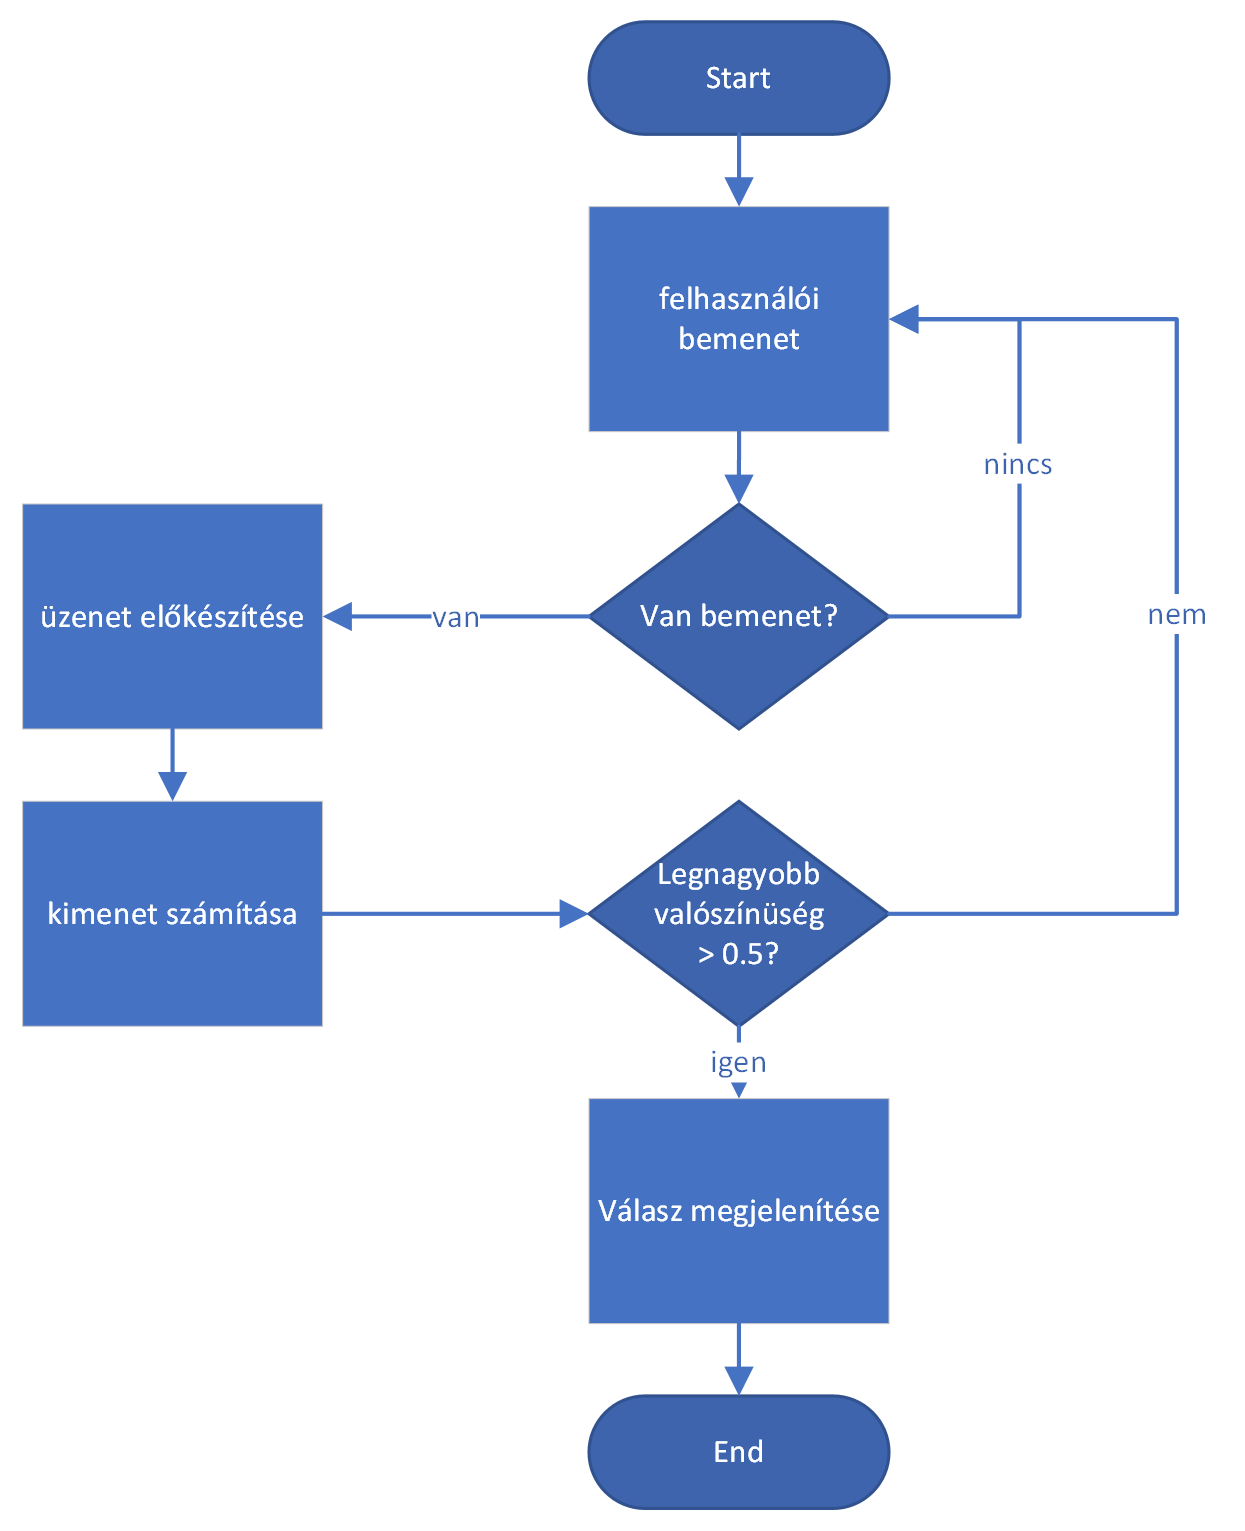 Start
felhasználói
bemenet
nincs
üzenet előkészítése
van
Van bemenet?
nem
kimenet számítása
Legnagyobb
valószínüség
> 0.5?
igen
Válasz megjelenítése
End